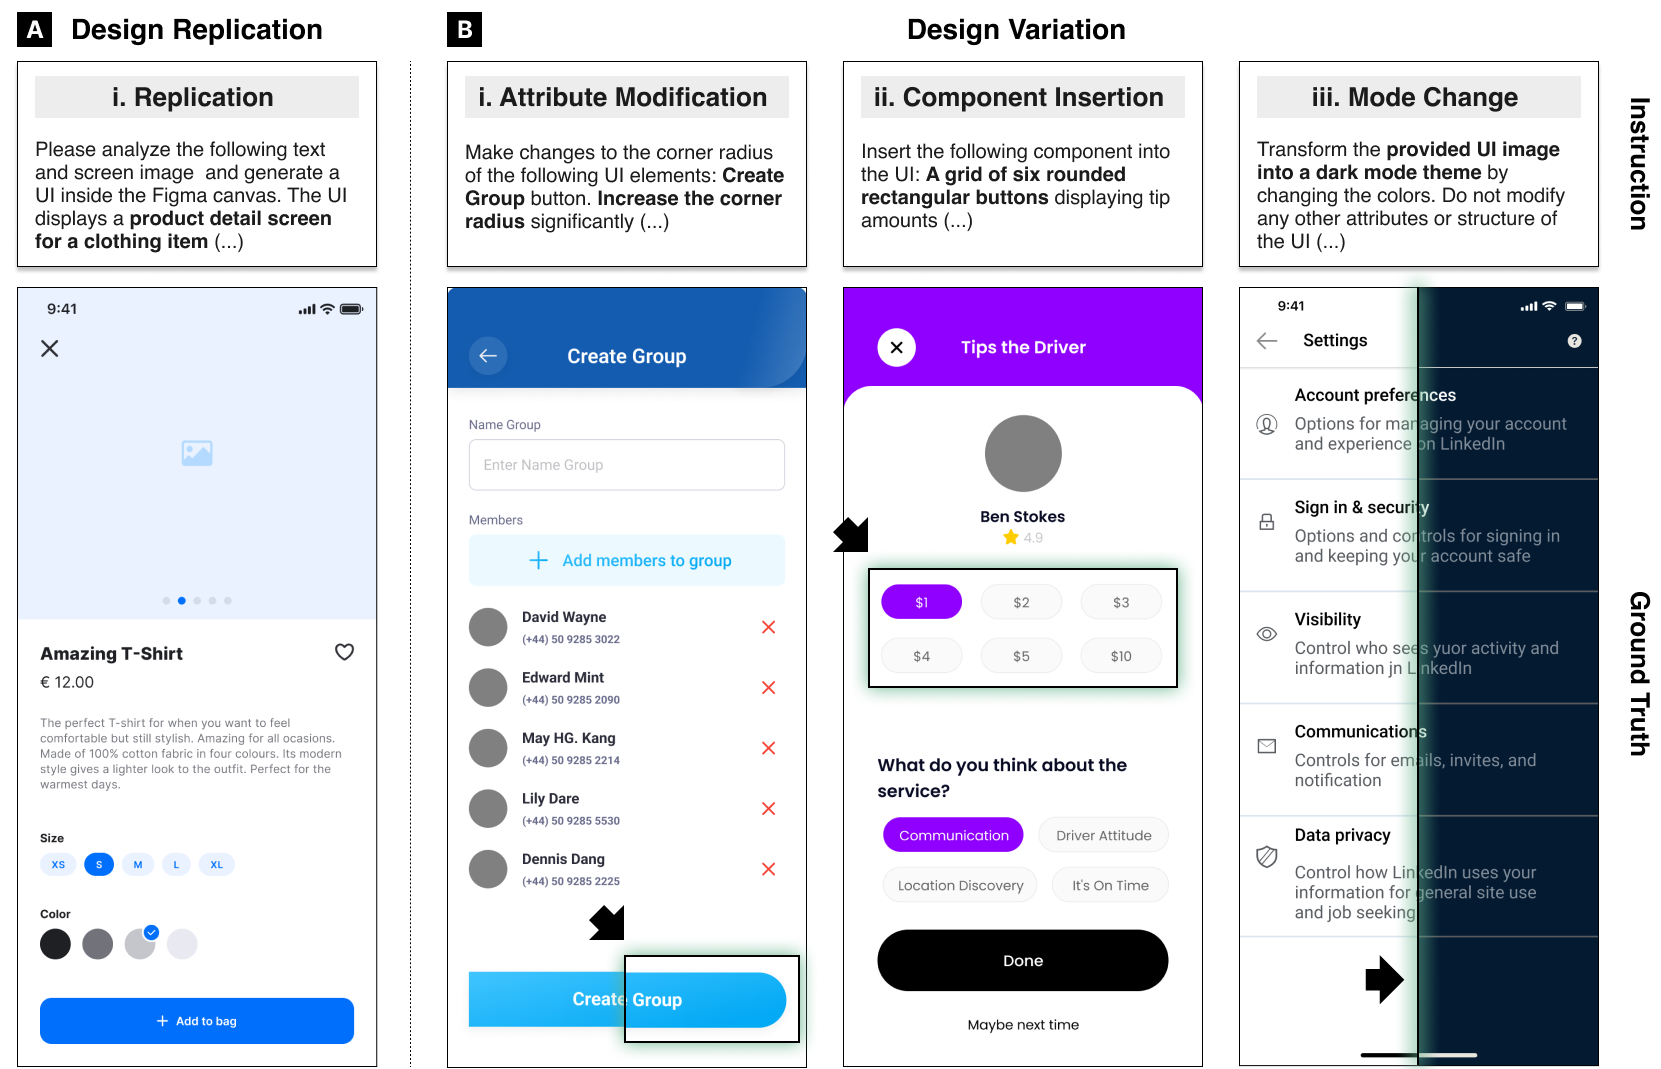 A Design Replication
B Design Variation
i. Replication
Please analyze the following text
and screen image and generate a
UI inside the Figma canvas. The UI
displays a product detail screen
for a clothing item (...)
i. Attribute Modification
Make changes to the corner radius
of the following UI elements: Create
Group button. Increase the corner
radius significantly (...)
ii. Component Insertion
Insert the following component into
the UI: A grid of six rounded
rectangular buttons displaying tip
amounts (...)
iii. Mode Change
Transform the provided UI image
into a dark mode theme by
changing the colors. Do not modify
any other attributes or structure of
the UI (...)
Instruction
9:41
Amazing T-Shirt
€ 12.00
The perfect T-shirt for when you want to feel
comfortable but still stylish. Amazing for all ocasions.
Made of 100% cotton fabric in four colours. Its modern
style gives a lighter look to the outfit. Perfect for the
warmest days.
Size
XS S M L XL
Color
+ Add to bag
Create Group
Name Group
Enter Name Group
Members
+ Add members to group
David Wayne
(+44) 50 9285 3022
Edward Mint
(+44) 50 9285 2090
May HG. Kang
(+44) 50 9285 2214
Lily Dare
(+44) 50 9285 5530
Dennis Dang
(+44) 50 9285 2225
Create Group
Tips the Driver
Ben Stokes
4.9
$1 $2 $3
$4 $5 $10
What do you think about the
service?
Communication Driver Attitude
Location Discovery It's On Time
Done
Maybe next time
9:41
Settings ?
Account preferences
Options for managing your account
and experience on LinkedIn
Sign in & security
Options and controls for signing in
and keeping your account safe
Visibility
Control who sees yuor activity and
information jn LinkedIn
Communications
Controls for emails, invites, and
notification
Data privacy
Control how LinkedIn uses your
information for general site use
and job seeking
Ground Truth